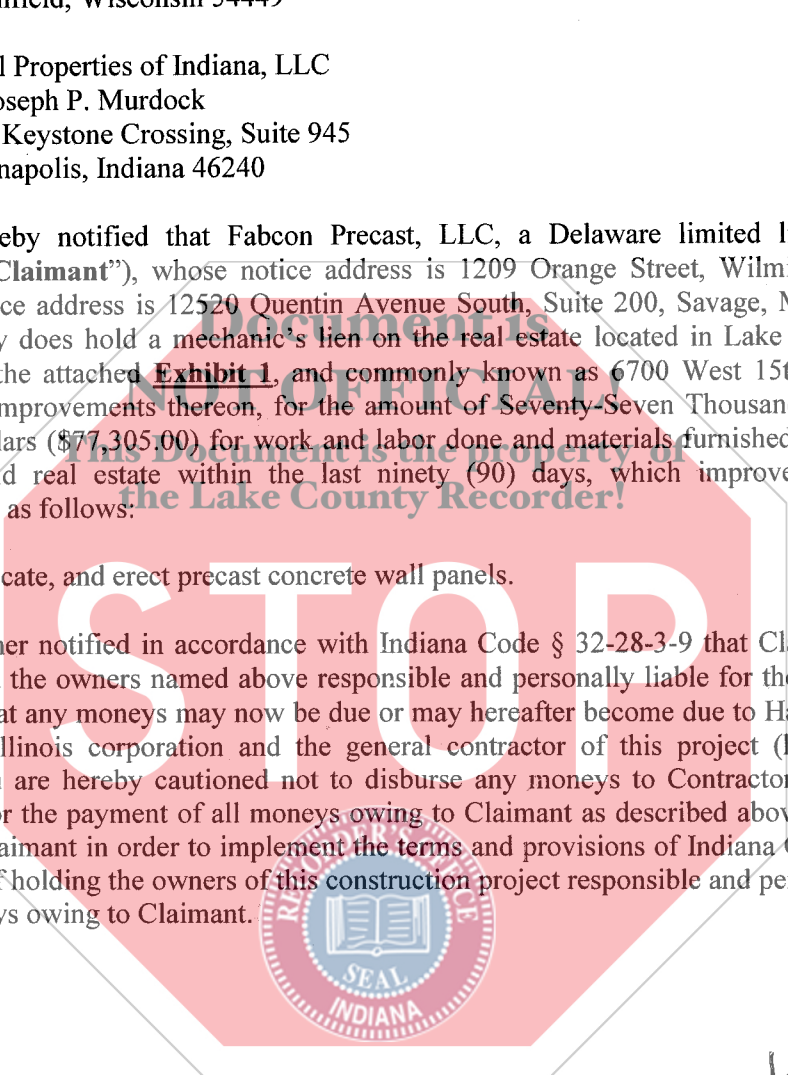 nfield, Wisconsin 54449
l Properties of Indiana, LLC
oseph P. Murdock
Keystone Crossing, Suite 945
napolis, Indiana 46240
eby notified that Fabcon Precast, LLC, a Delaware limited l
Claimant”), whose notice address is 1209 Orange Street, Wilm
ce address is 12520 Quentin Avenue South, Suite 200, Savage, M
y does hold a mechanic’s lien on the real estate located in Lake
the attached Exhibit 1, and commonly known as 6700 West 15t
mprovements thereon, for the amount of Seventy-Seven Thousan
lars ($77,305.00) for work and labor done and materials furnished
d real estate within the last ninety (90) days, which improve
as follows:
cate, and erect precast concrete wall panels.
her notified in accordance with Indiana Code § 32-28-3-9 that Cl
the owners named above responsible and personally liable for the
at any moneys may now be due or may hereafter become due to Ha
llinois corporation and the general contractor of this project (
are hereby cautioned not to disburse any moneys to Contractor
r the payment of all moneys owing to Claimant as described abov
aimant in order to implement the terms and provisions of Indiana C
f holding the owners of this construction project responsible and pe
ys owing to Claimant.
Document is
NOT OFFICIAL!
This Document is the property of
the Lake County Recorder!
STOP
RECORDER'S OFFICE
SEAL
INDIANA